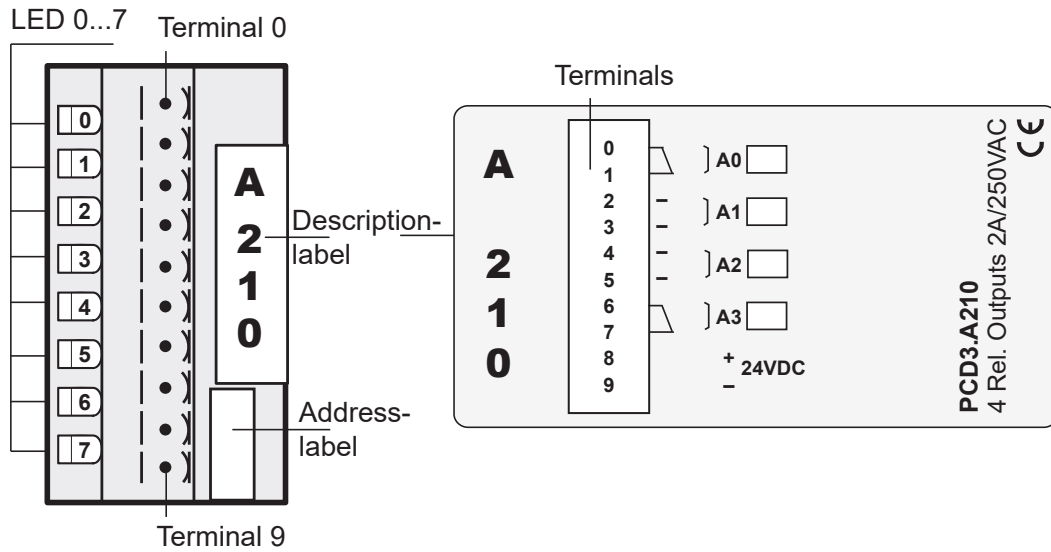 LED 0...7
Terminal 0
0
1
2
3
4
5
6
7
A
2
1
0
Description-
label
Address-
label
Terminal 9
Terminals
A
2
1
0
0
1
2
3
4
5
6
7
8
9
A0
A1
A2
A3
+ 24VDC
–
PCD3.A210
4 Rel. Outputs 2A/250VAC
CE